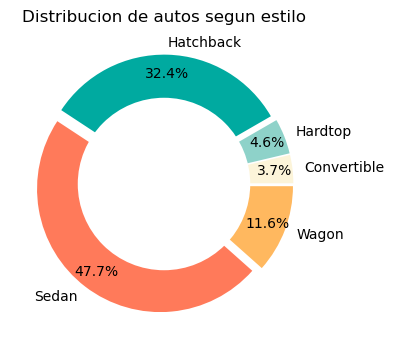 Distribucion de autos segun estilo
Hatchback
32.4%
Hardtop
4.6%
Convertible
3.7%
Wagon
11.6%
47.7%
Sedan